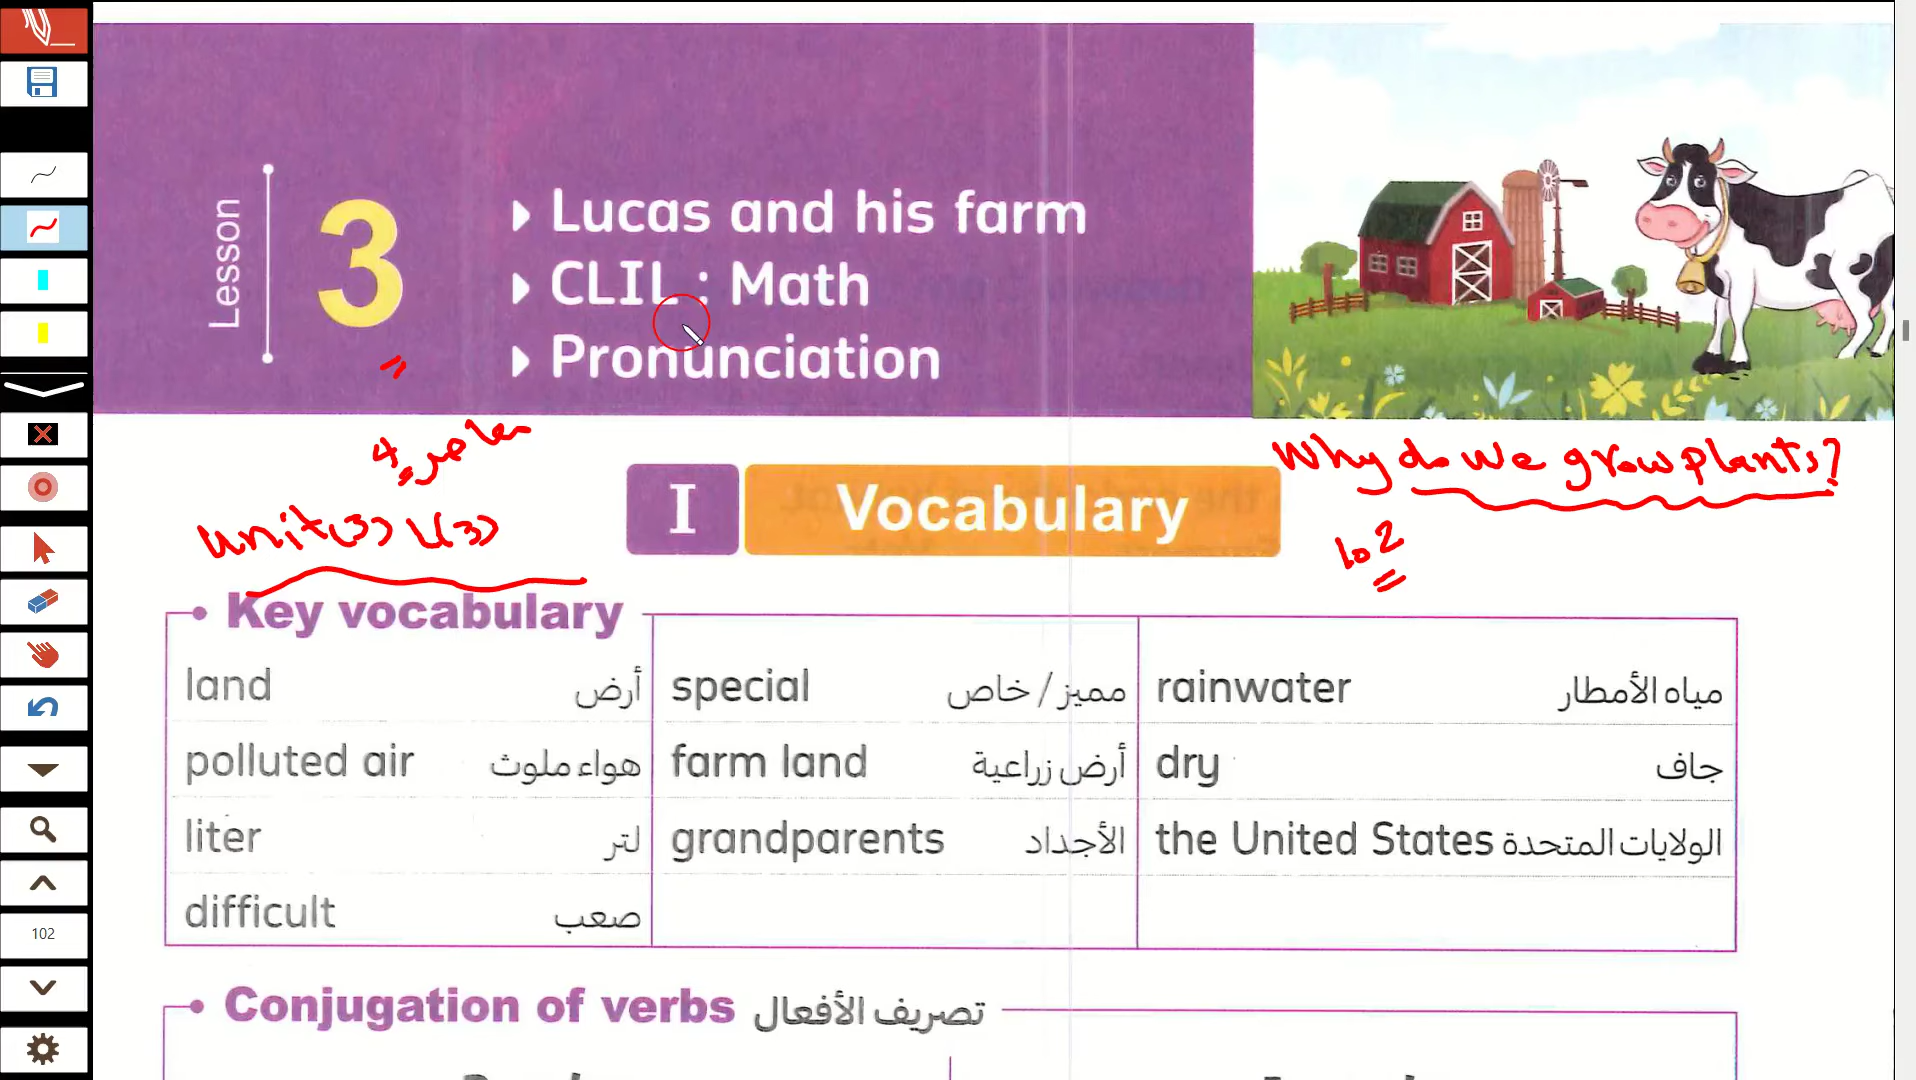 Lesson
3
Lucas and his farm
CLIL : Math
Pronunciation
Why do we grow plants?
102
unit(3) L(3)
I
Vocabulary
Key vocabulary
land أرض
special مميز / خاص
rainwater مياه الأمطار
polluted air هواء ملوث
farm land أرض زراعية
dry جاف
liter لتر
grandparents الأجداد
the United States الولايات المتحدة
difficult صعب
102
Conjugation of verbs تصريف الأفعال